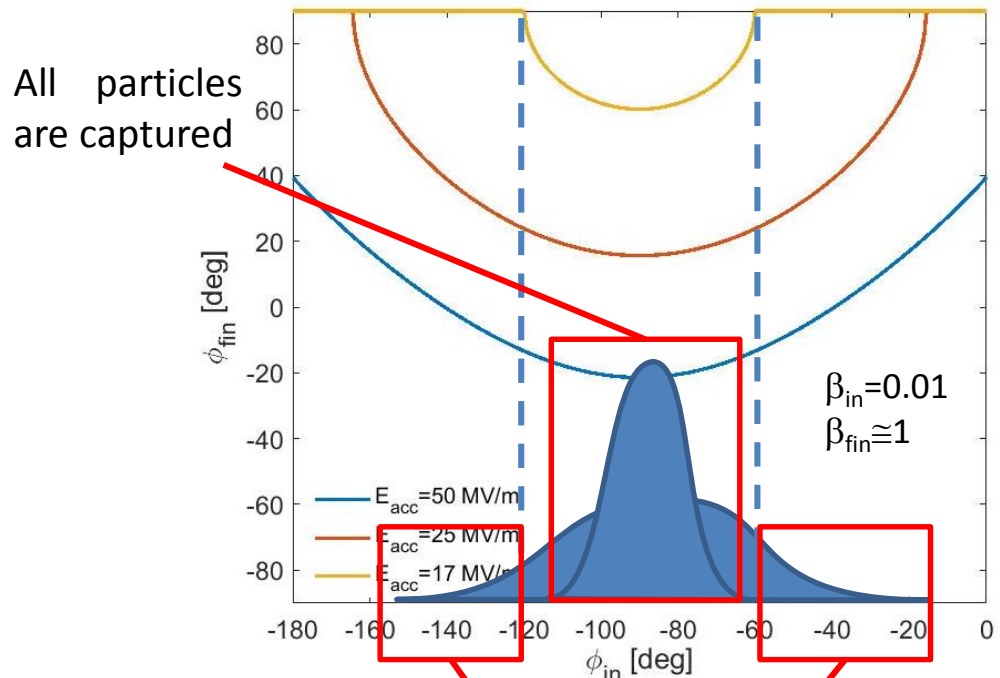 All particles
are captured
80
60
40
20
0
-20
-40
-60
-80
ϕfin [deg]
βin=0.01
βfin≅1
Eacc=50 MV/m
Eacc=25 MV/m
Eacc=17 MV/m
-180 -160 -140 -120 -100 -80 -60 -40 -20 0
ϕin [deg]